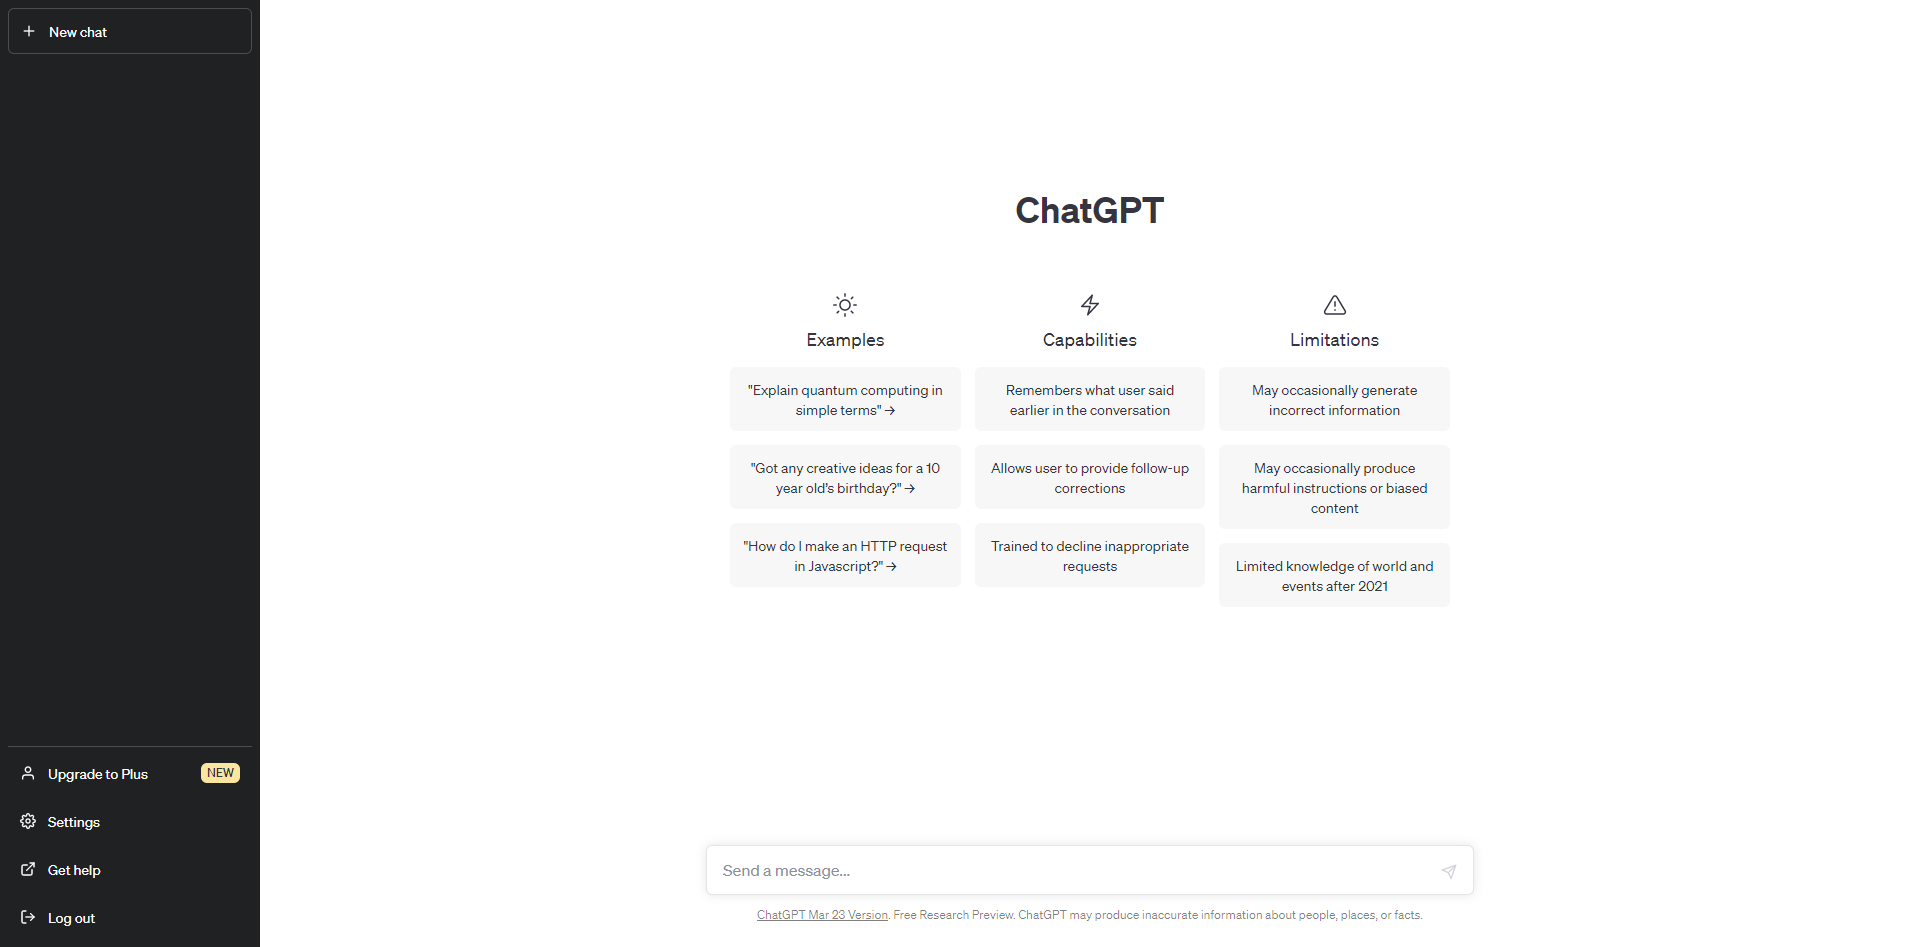 New chat
Upgrade to Plus NEW
Settings
Get help
Log out
ChatGPT
Examples
"Explain quantum computing in
simple terms" →
"Got any creative ideas for a 10
year old’s birthday?" →
"How do I make an HTTP request
in Javascript?" →
Capabilities
Remembers what user said
earlier in the conversation
Allows user to provide follow-up
corrections
Trained to decline inappropriate
requests
Limitations
May occasionally generate
incorrect information
May occasionally produce
harmful instructions or biased
content
Limited knowledge of world and
events after 2021
Send a message...
ChatGPT Mar 23 Version. Free Research Preview. ChatGPT may produce inaccurate information about people, places, or facts.